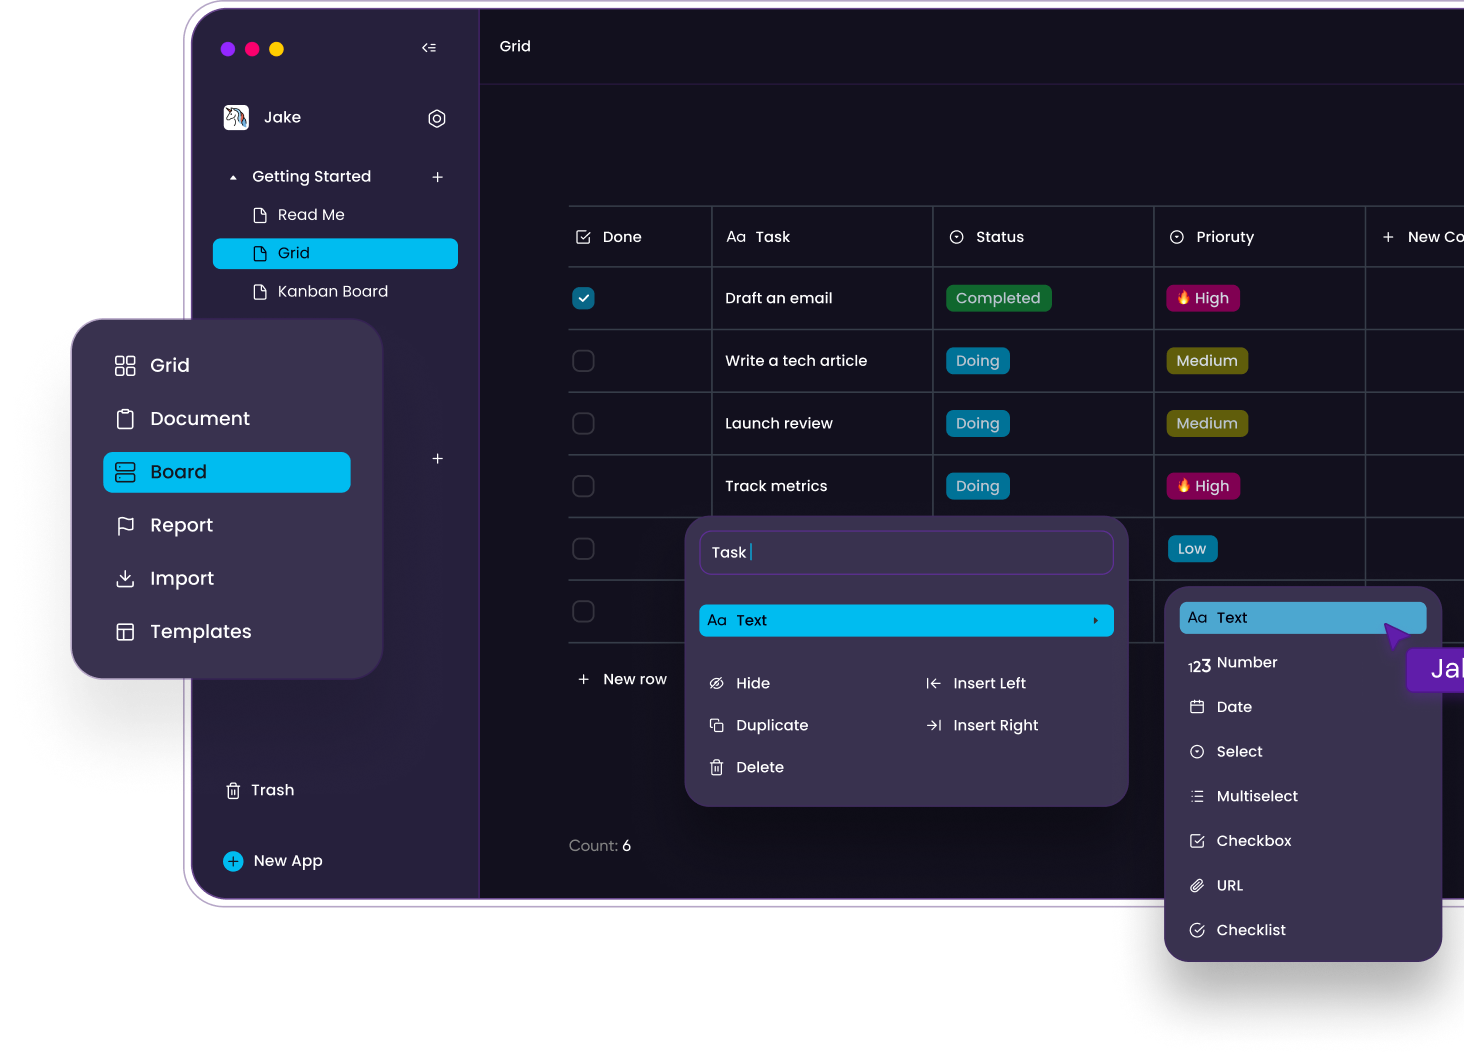 Grid
Jake
Getting Started
Read Me
Grid
Kanban Board
Grid
Document
Board
Report
Import
Templates
Trash
New App
Done
Aa Task
Status
Prioruty
New Co
Draft an email
Completed
High
Write a tech article
Doing
Medium
Launch review
Doing
Medium
Track metrics
Doing
High
Low
New row
Count: 6
Task
Aa Text
Hide
Insert Left
Duplicate
Insert Right
Delete
Aa Text
123 Number
Date
Select
Multiselect
Checkbox
URL
Checklist